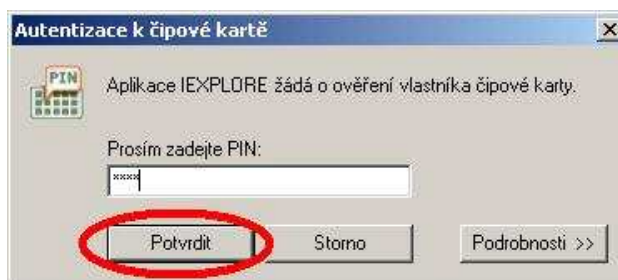 Autentizace k čipové kartě
PIN
Aplikace IEXPLORE žádá o ověření vlastníka čipové karty.
Prosím zadejte PIN:
****
Potvrdit Storno Podrobnosti >>